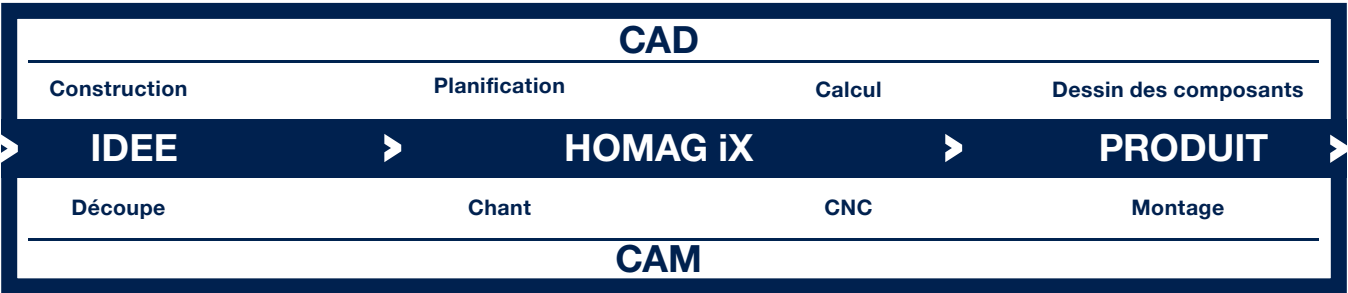 CAD
Construction Planification Calcul Dessin des composants
> IDEE > HOMAG iX > PRODUIT >
Découpe Chant CNC Montage
CAM